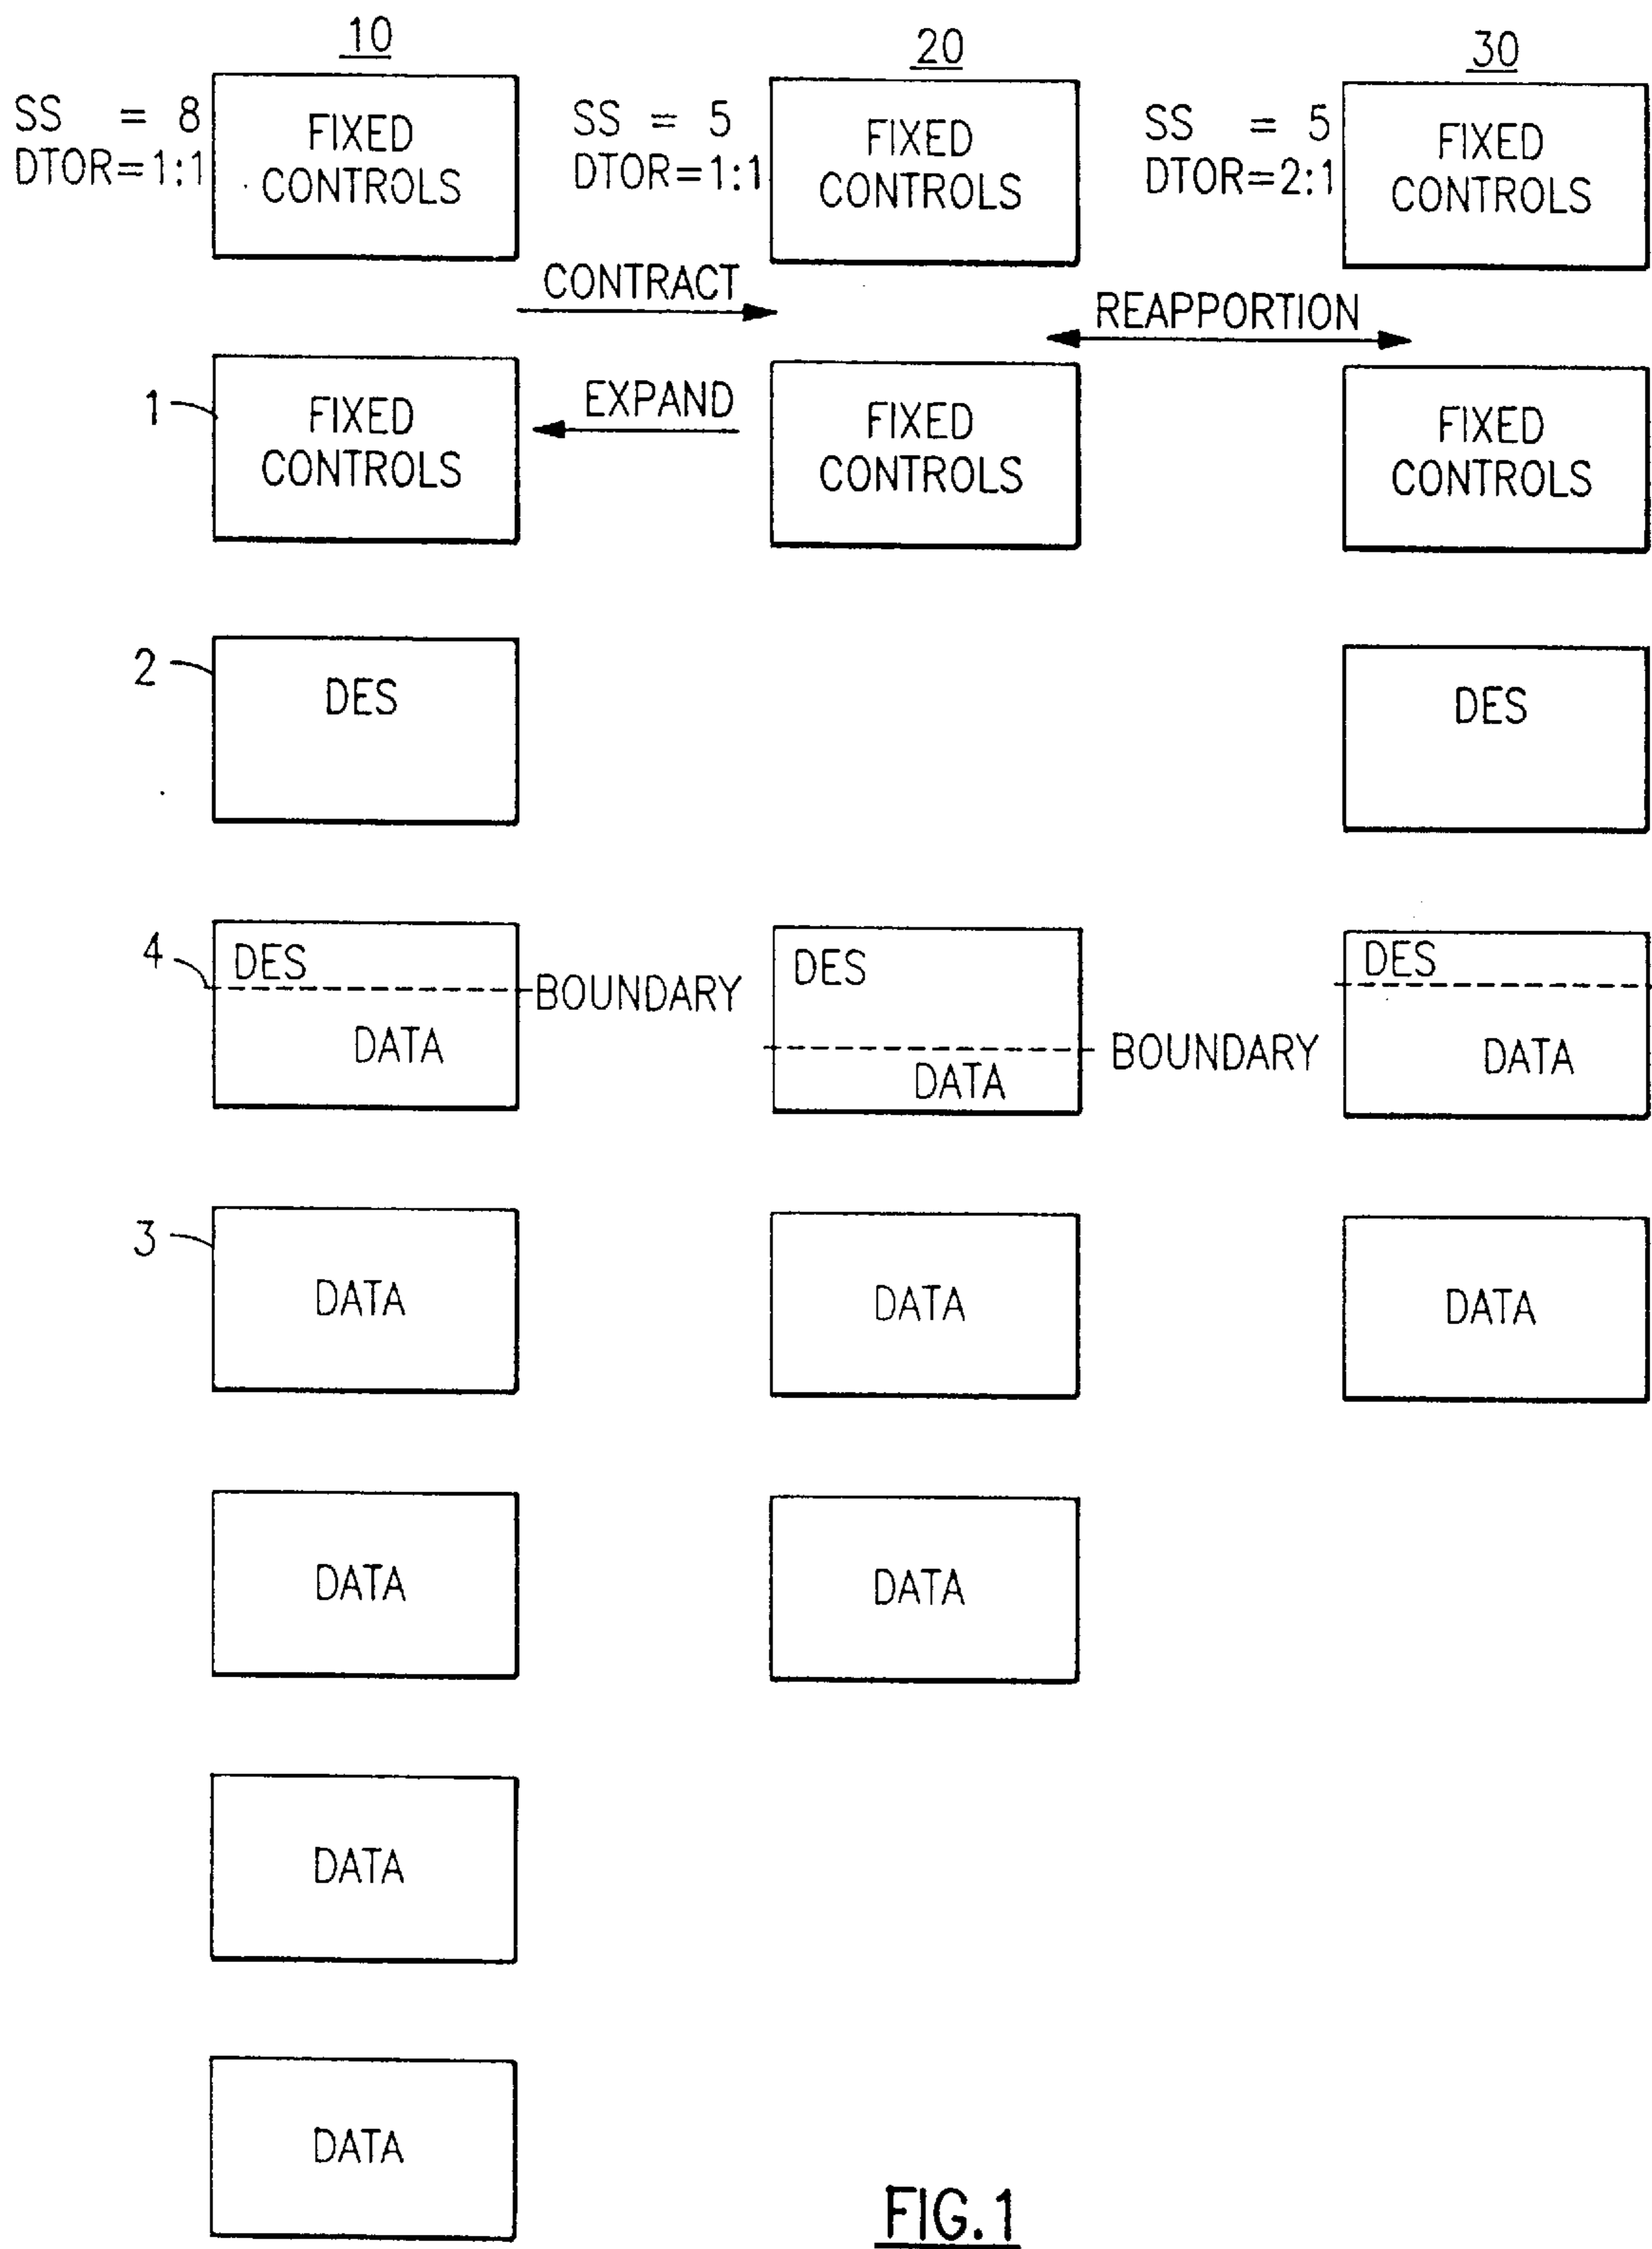 10
20
30
SS = 8
DTOR=1:1
FIXED
CONTROLS
SS = 5
DTOR=1:1
FIXED
CONTROLS
SS = 5
DTOR=2:1
FIXED
CONTROLS
CONTRACT
REAPPORTION
1
FIXED
CONTROLS
EXPAND
FIXED
CONTROLS
FIXED
CONTROLS
2
DES
DES
4
DES
BOUNDARY
DATA
DES
BOUNDARY
DATA
DES
DATA
3
DATA
DATA
DATA
DATA
DATA
DATA
DATA
FIG.1